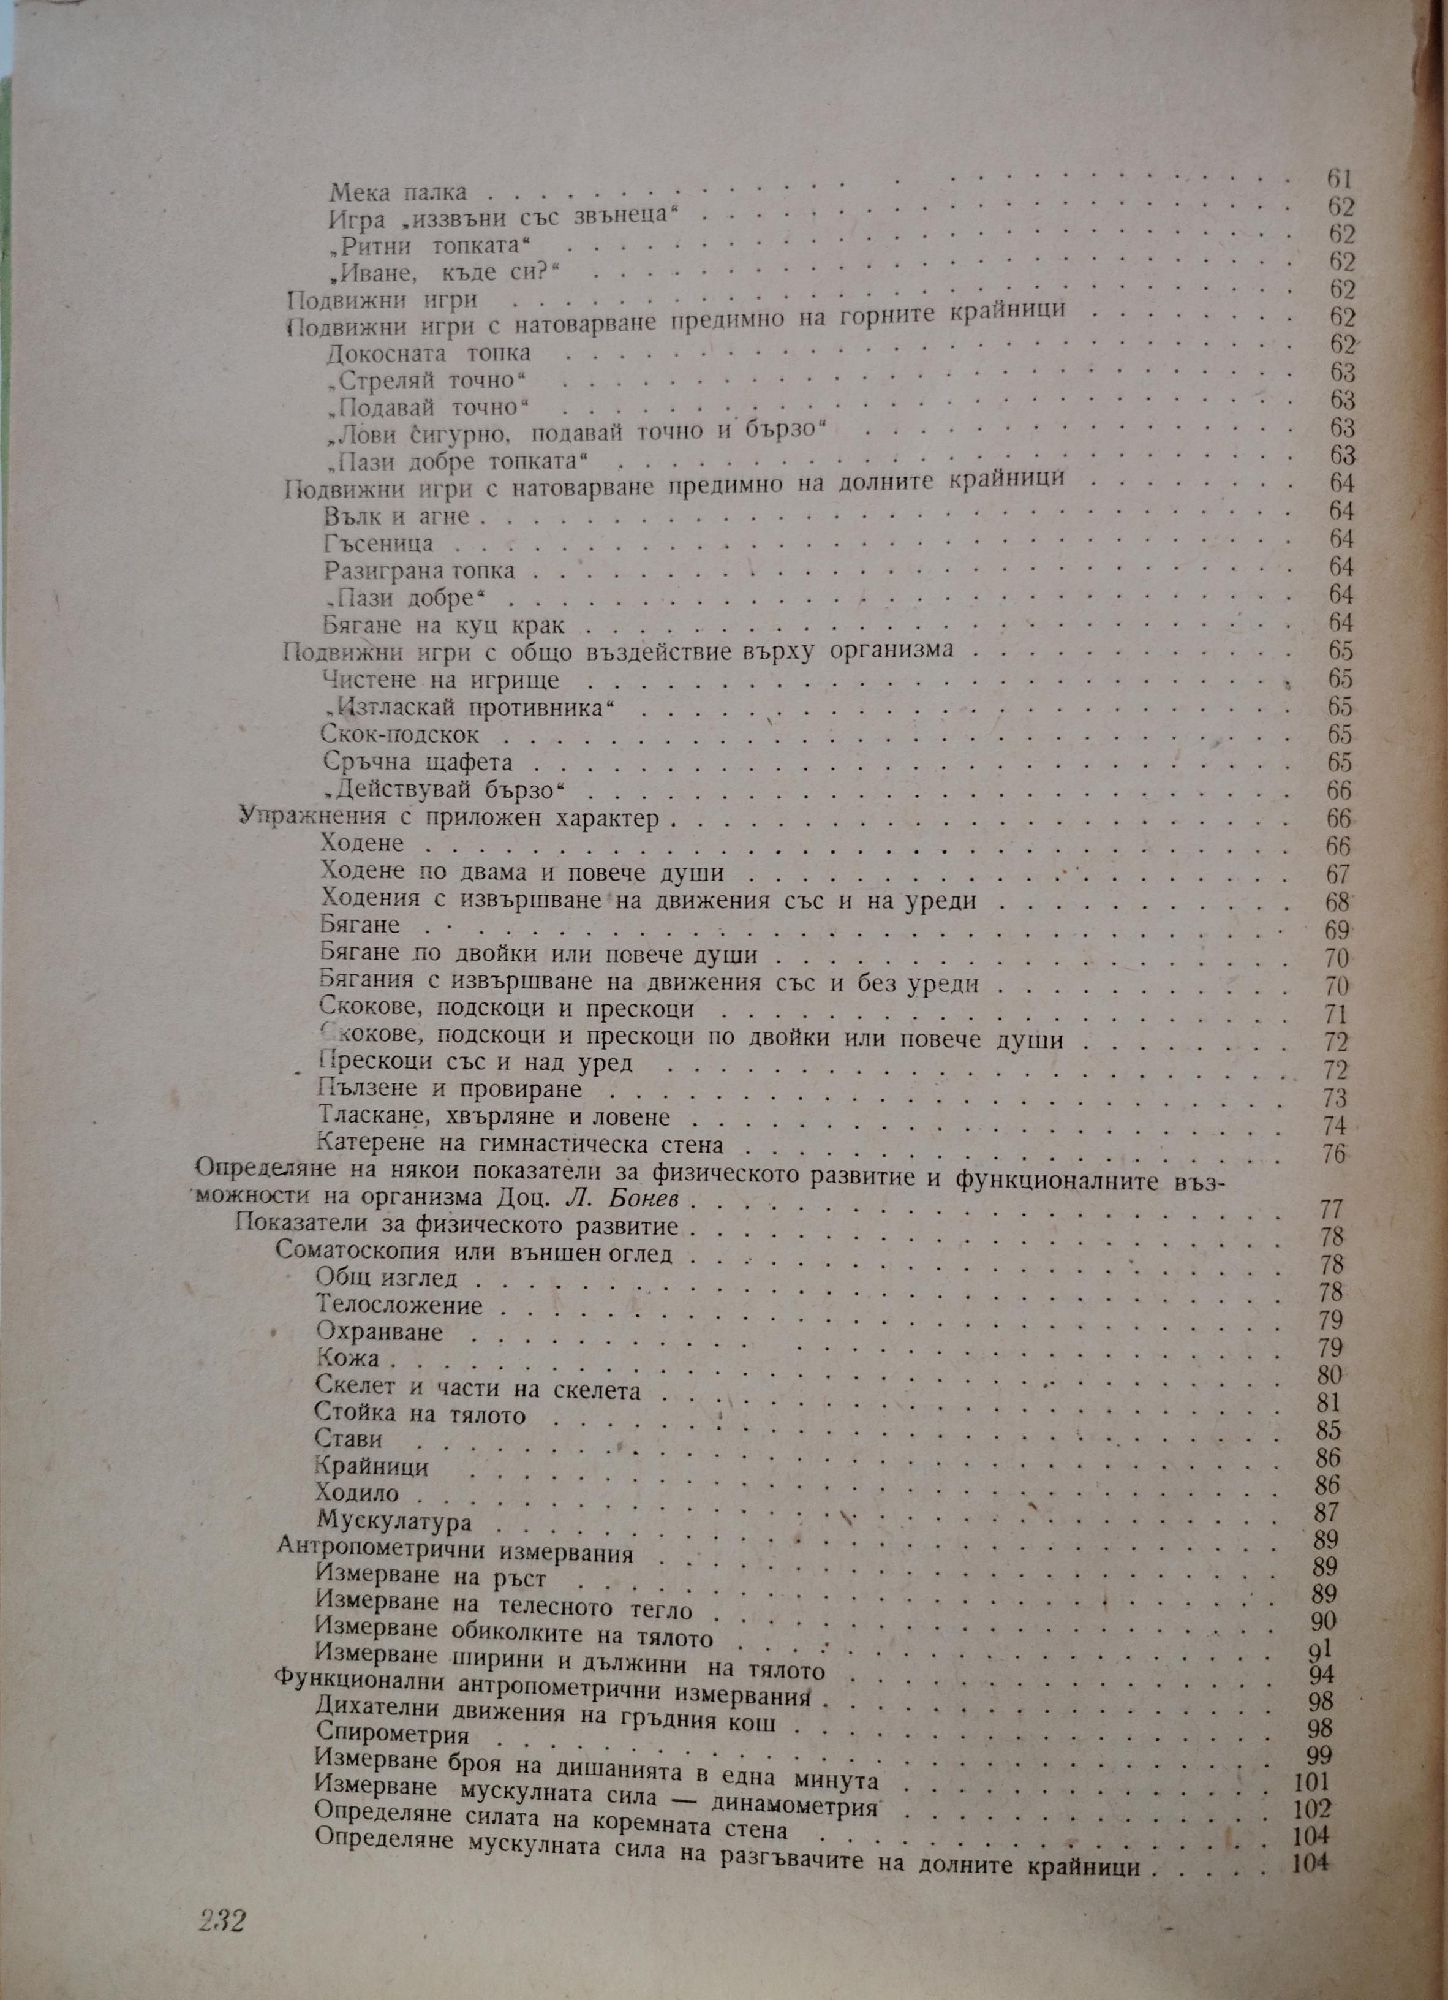 Мека палка . . . . . . . . . . 61
Игра „иззвъни със звънеца“ . . . . . . . . . . 62
„Ритни топката“ . . . . . . . . . . 62
„Иване, къде си?“ . . . . . . . . . . 62
Подвижни игри . . . . . . . . . . 62
Подвижни игри с натоварване предимно на горните крайници . . . . . . . . 62
Докосната топка . . . . . . . . . . 62
„Стреляй точно“ . . . . . . . . . . 63
„Подавай точно“ . . . . . . . . . . 63
„Лови сигурно, подавай точно и бързо“ . . . . . . . . . . 63
„Пази добре топката“ . . . . . . . . . . 63
Подвижни игри с натоварване предимно на долните крайници . . . . . . . . 64
Вълк и агне . . . . . . . . . . 64
Гъсеница . . . . . . . . . . 64
Разиграна топка . . . . . . . . . . 64
„Пази добре“ . . . . . . . . . . 64
Бягане на куц крак . . . . . . . . . . 64
Подвижни игри с общо въздействие върху организма . . . . . . . . . . 65
Чистене на игрище . . . . . . . . . . 65
„Изтласкай противника“ . . . . . . . . . . 65
Скок-подскок . . . . . . . . . . 65
Сръчна щафета . . . . . . . . . . 65
„Действувай бързо“ . . . . . . . . . . 66
Упражнения с приложен характер . . . . . . . . . . 66
Ходене . . . . . . . . . . 66
Ходене по двама и повече души . . . . . . . . . . 67
Ходения с извършване на движения със и на уреди . . . . . . . . . . 68
Бягане . . . . . . . . . . 69
Бягане по двойки или повече души . . . . . . . . . . 70
Бягания с извършване на движения със и без уреди . . . . . . . . . . 70
Скокове, подскоци и прескоци . . . . . . . . . . 71
Скокове, подскоци и прескоци по двойки или повече души . . . . . . . . 72
Прескоци със и над уред . . . . . . . . . . 72
Пълзене и провиране . . . . . . . . . . 73
Тласкане, хвърляне и ловене . . . . . . . . . . 74
Катерене на гимнастическа стена . . . . . . . . . . 76
Определяне на някои показатели за физическото развитие и функционалните въз-
можности на организма Доц. Л. Бонев . . . . . . . . . . 77
Показатели за физическото развитие . . . . . . . . . . 78
Соматоскопия или външен оглед . . . . . . . . . . 78
Общ изглед . . . . . . . . . . 78
Телосложение . . . . . . . . . . 79
Охранване . . . . . . . . . . 79
Кожа . . . . . . . . . . 80
Скелет и части на скелета . . . . . . . . . . 81
Стойка на тялото . . . . . . . . . . 85
Стави . . . . . . . . . . 86
Крайници . . . . . . . . . . 86
Ходило . . . . . . . . . . 87
Мускулатура . . . . . . . . . . 89
Антропометрични измервания . . . . . . . . . . 89
Измерване на ръст . . . . . . . . . . 89
Измерване на телесното тегло . . . . . . . . . . 90
Измерване обиколките на тялото . . . . . . . . . . 91
Измерване ширини и дължини на тялото . . . . . . . . . . 94
Функционални антропометрични измервания . . . . . . . . . . 98
Дихателни движения на гръдния кош . . . . . . . . . . 98
Спирометрия . . . . . . . . . . 99
Измерване броя на дишанията в една минута . . . . . . . . . . 101
Измерване мускулната сила — динамометрия . . . . . . . . . . 102
Определяне силата на коремната стена . . . . . . . . . . 104
Определяне мускулната сила на разгъвачите на долните крайници . . . . . 104
232